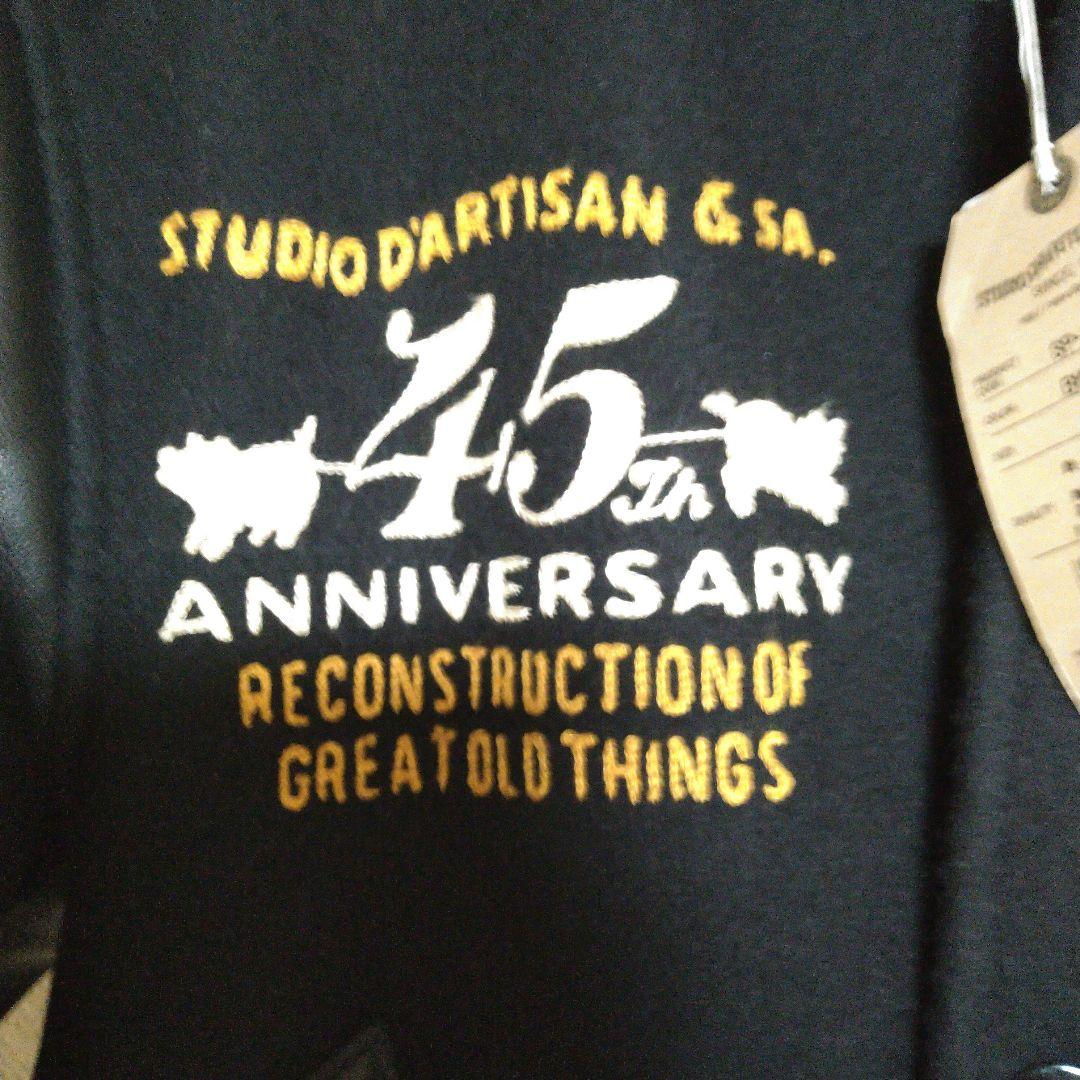 STUDIO D'ARTISAN & SA.
45th
ANNIVERSARY
RECONSTRUCTION OF
GREAT OLD THINGS